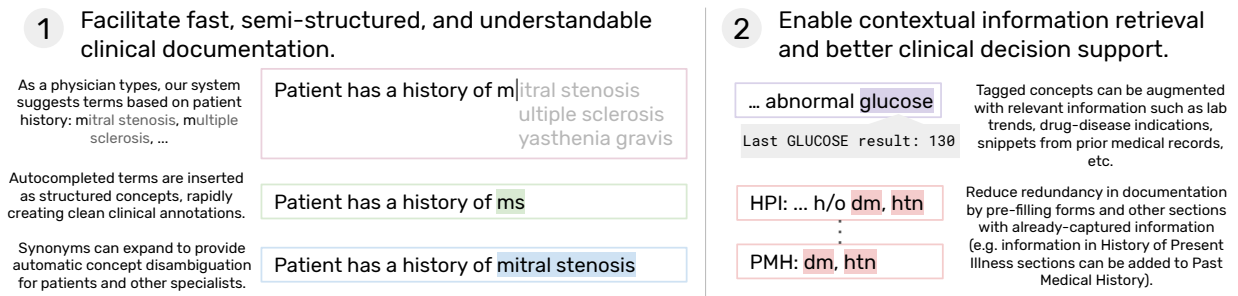 1
Facilitate fast, semi-structured, and understandable
clinical documentation.
As a physician types, our system
suggests terms based on patient
history: mitral stenosis, multiple
sclerosis, ...
Patient has a history of mitral stenosis
ultiple sclerosis
yasthenia gravis
Autocompleted terms are inserted
as structured concepts, rapidly
creating clean clinical annotations.
Patient has a history of ms
Synonyms can expand to provide
automatic concept disambiguation
for patients and other specialists.
Patient has a history of mitral stenosis
2
Enable contextual information retrieval
and better clinical decision support.
... abnormal glucose
Last GLUCOSE result: 130
Tagged concepts can be augmented
with relevant information such as lab
trends, drug-disease indications,
snippets from prior medical records,
etc.
HPI: ... h/o dm, htn
PMH: dm, htn
Reduce redundancy in documentation
by pre-filling forms and other sections
with already-captured information
(e.g. information in History of Present
Illness sections can be added to Past
Medical History).